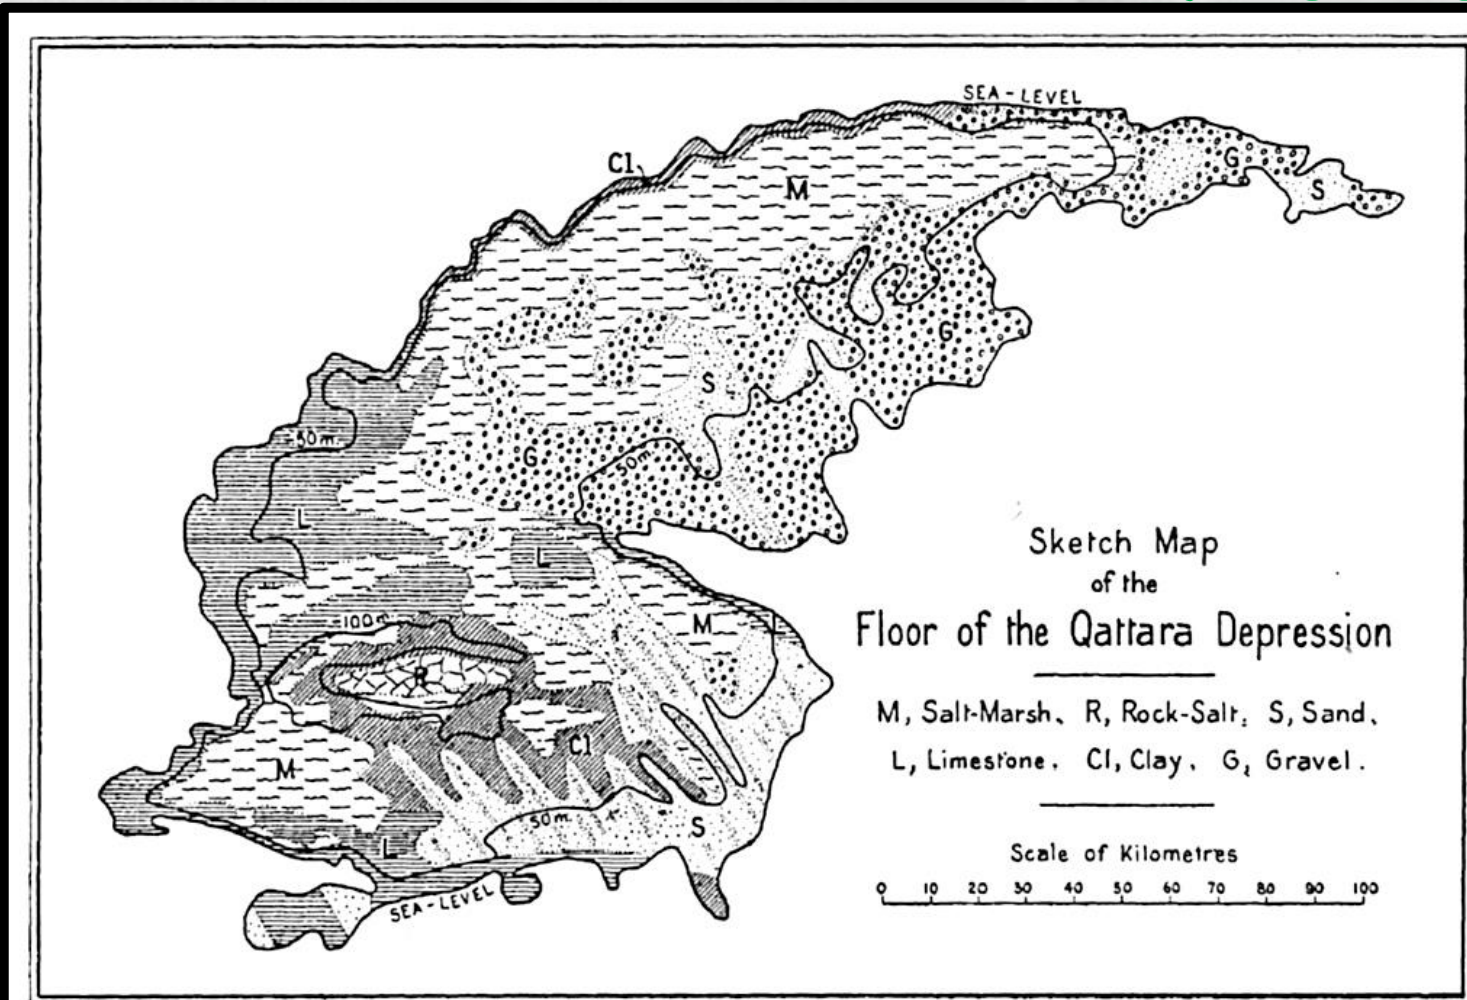 SEA-LEVEL
Cl
M
G
S
G
S
-50m.
G
-50m.
L
L
-100m
M
L
R
Cl
M
50m.
S
L
SEA-LEVEL
Sketch Map
of the
Floor of the Qattara Depression
M, Salt-Marsh. R, Rock-Salt. S, Sand.
L, Limestone. Cl, Clay. G, Gravel.
Scale of Kilometres
0 10 20 30 40 50 60 70 80 90 100